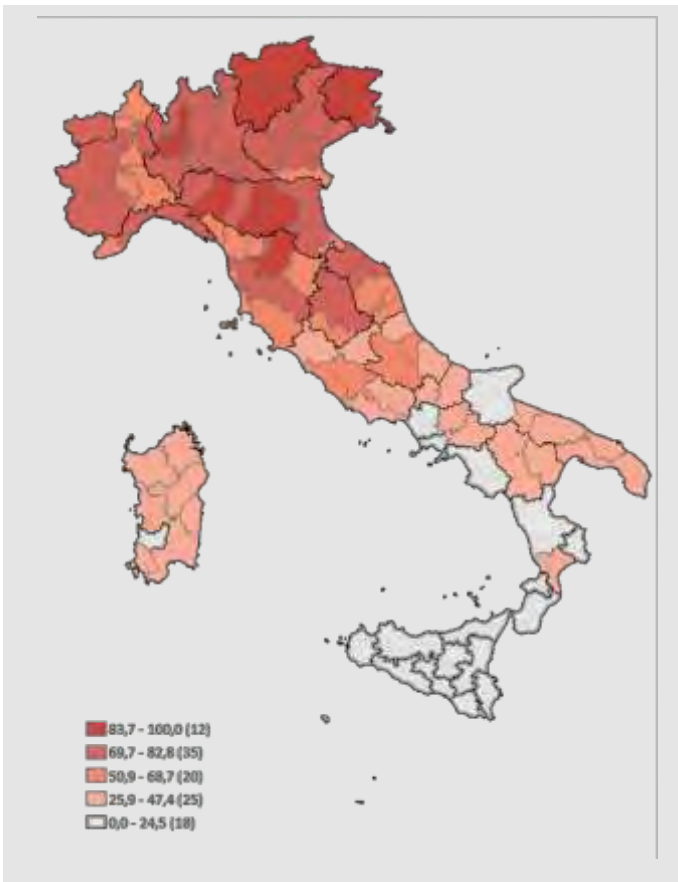 83,7 - 100,0 (12)
69,7 - 82,8 (35)
50,9 - 68,7 (20)
25,9 - 47,4 (25)
0,0 - 24,5 (18)